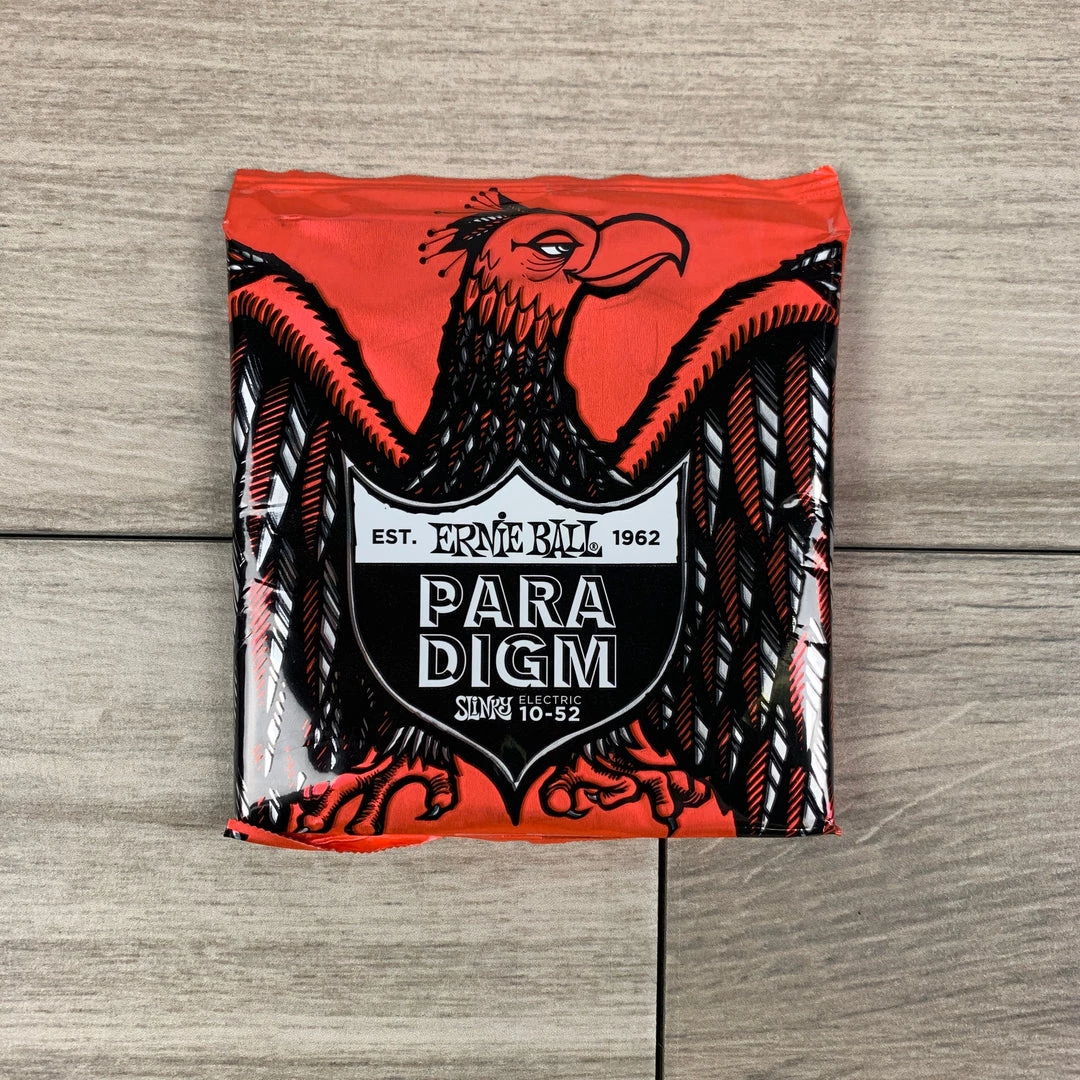 EST. ERNIE BALL® 1962
PARA
DIGM
SLINKY ELECTRIC
10-52